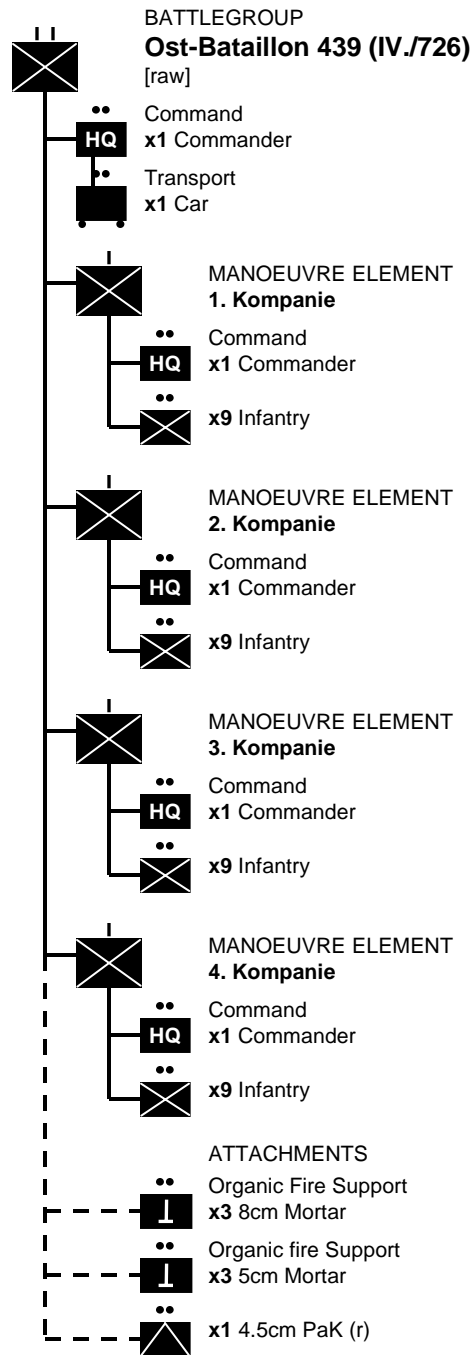 BATTLEGROUP
Ost-Bataillon 439 (IV./726)
[raw]
Command
HQ x1 Commander
Transport
x1 Car
MANOEUVRE ELEMENT
1. Kompanie
Command
HQ x1 Commander
x9 Infantry
MANOEUVRE ELEMENT
2. Kompanie
Command
HQ x1 Commander
x9 Infantry
MANOEUVRE ELEMENT
3. Kompanie
Command
HQ x1 Commander
x9 Infantry
MANOEUVRE ELEMENT
4. Kompanie
Command
HQ x1 Commander
x9 Infantry
ATTACHMENTS
Organic Fire Support
x3 8cm Mortar
Organic fire Support
x3 5cm Mortar
x1 4.5cm PaK (r)